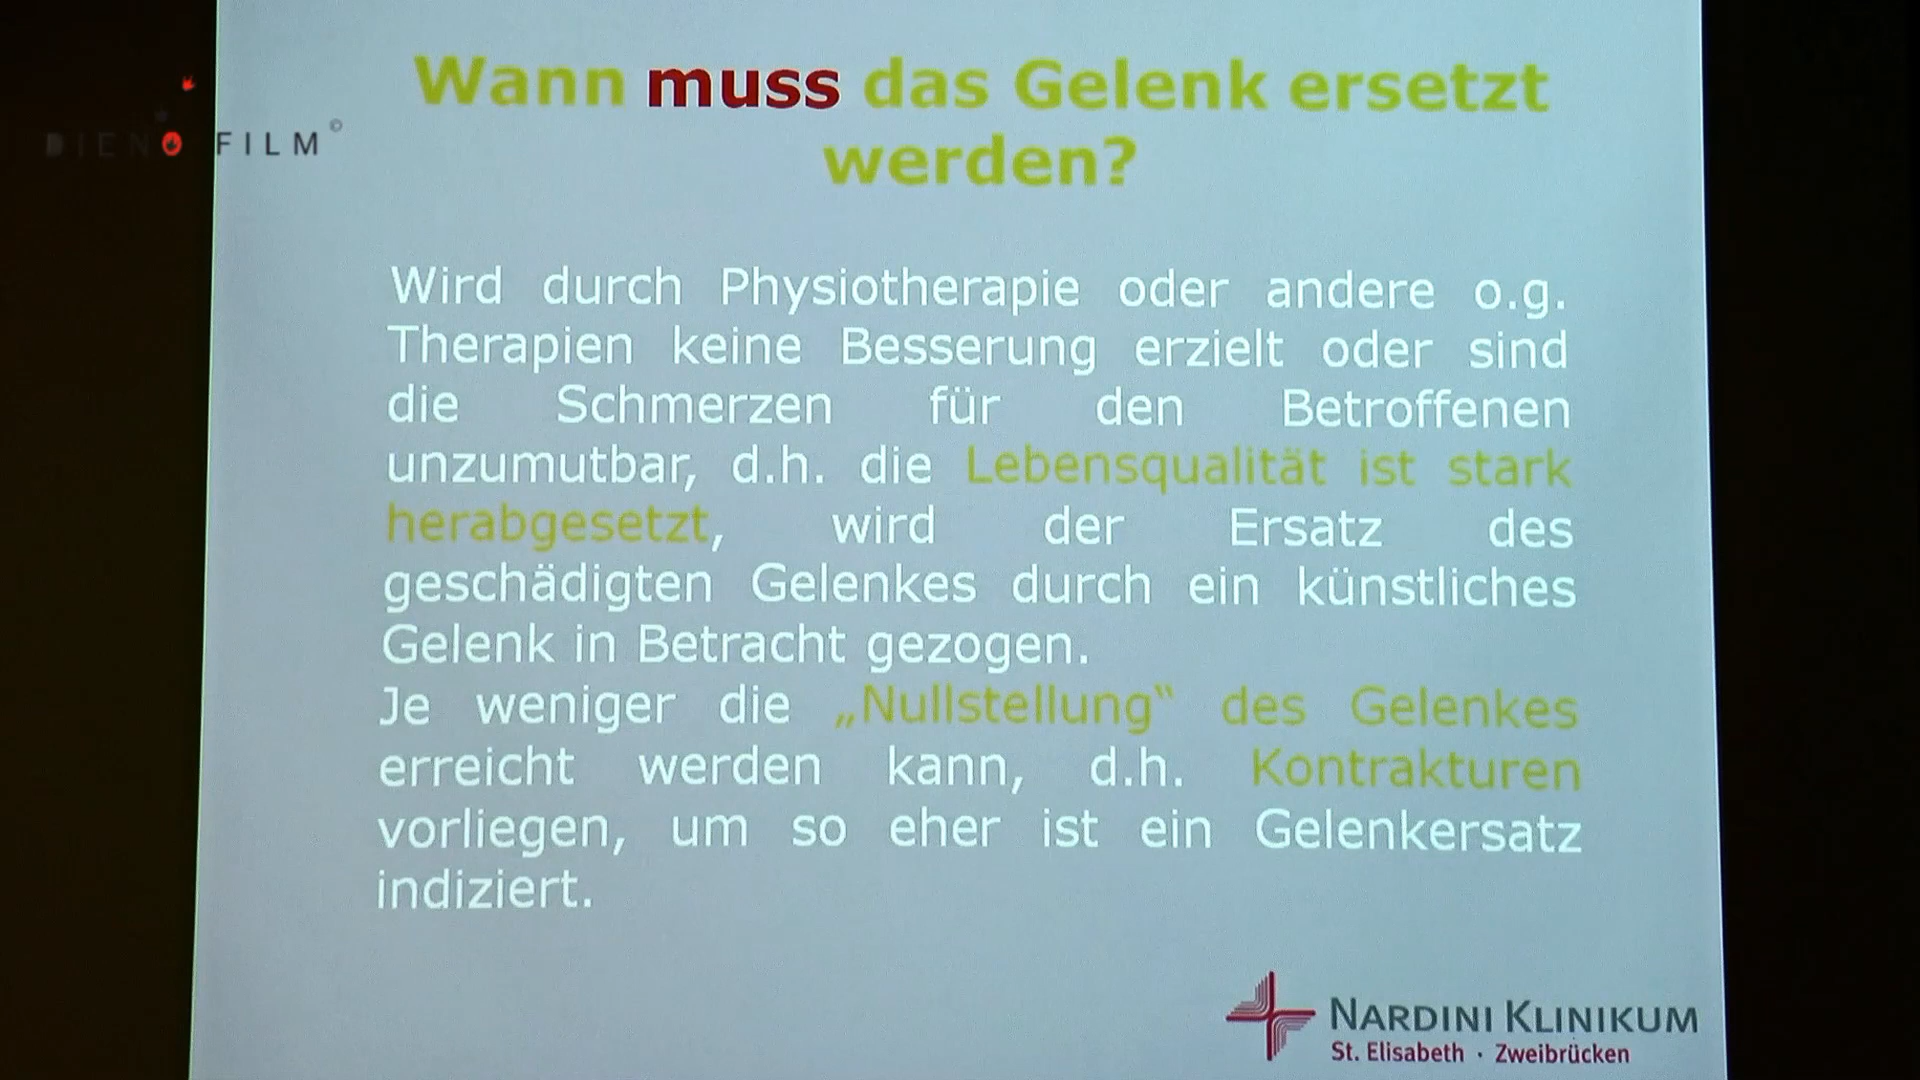 Wann muss das Gelenk ersetzt
werden?
DIENOFILM©
Wird durch Physiotherapie oder andere o.g.
Therapien keine Besserung erzielt oder sind
die Schmerzen für den Betroffenen
unzumutbar, d.h. die Lebensqualität ist stark
herabgesetzt, wird der Ersatz des
geschädigten Gelenkes durch ein künstliches
Gelenk in Betracht gezogen.
Je weniger die „Nullstellung“ des Gelenkes
erreicht werden kann, d.h. Kontrakturen
vorliegen, um so eher ist ein Gelenkersatz
indiziert.
NARDINI KLINIKUM
St. Elisabeth · Zweibrücken